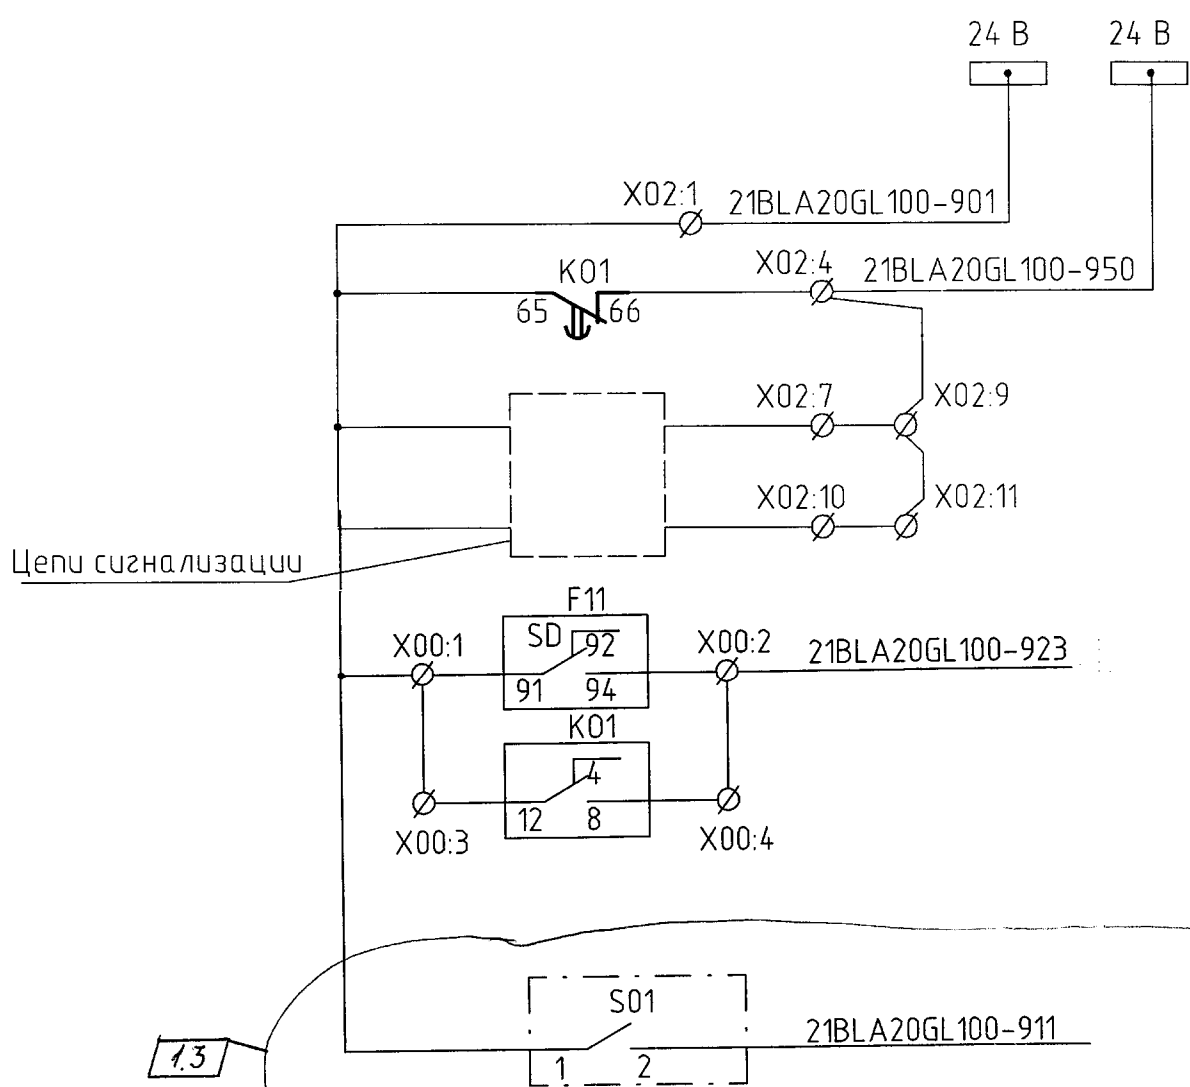 24 В
24 В
X02:1
21BLA20GL100-901
K01
X02:4
21BLA20GL100-950
65
66
X02:7
X02:9
X02:10
X02:11
Цепи сигнализации
F11
X00:1
SD
92
X00:2
21BLA20GL100-923
91
94
K01
4
12
8
X00:3
X00:4
S01
21BLA20GL100-911
1
2
1.3